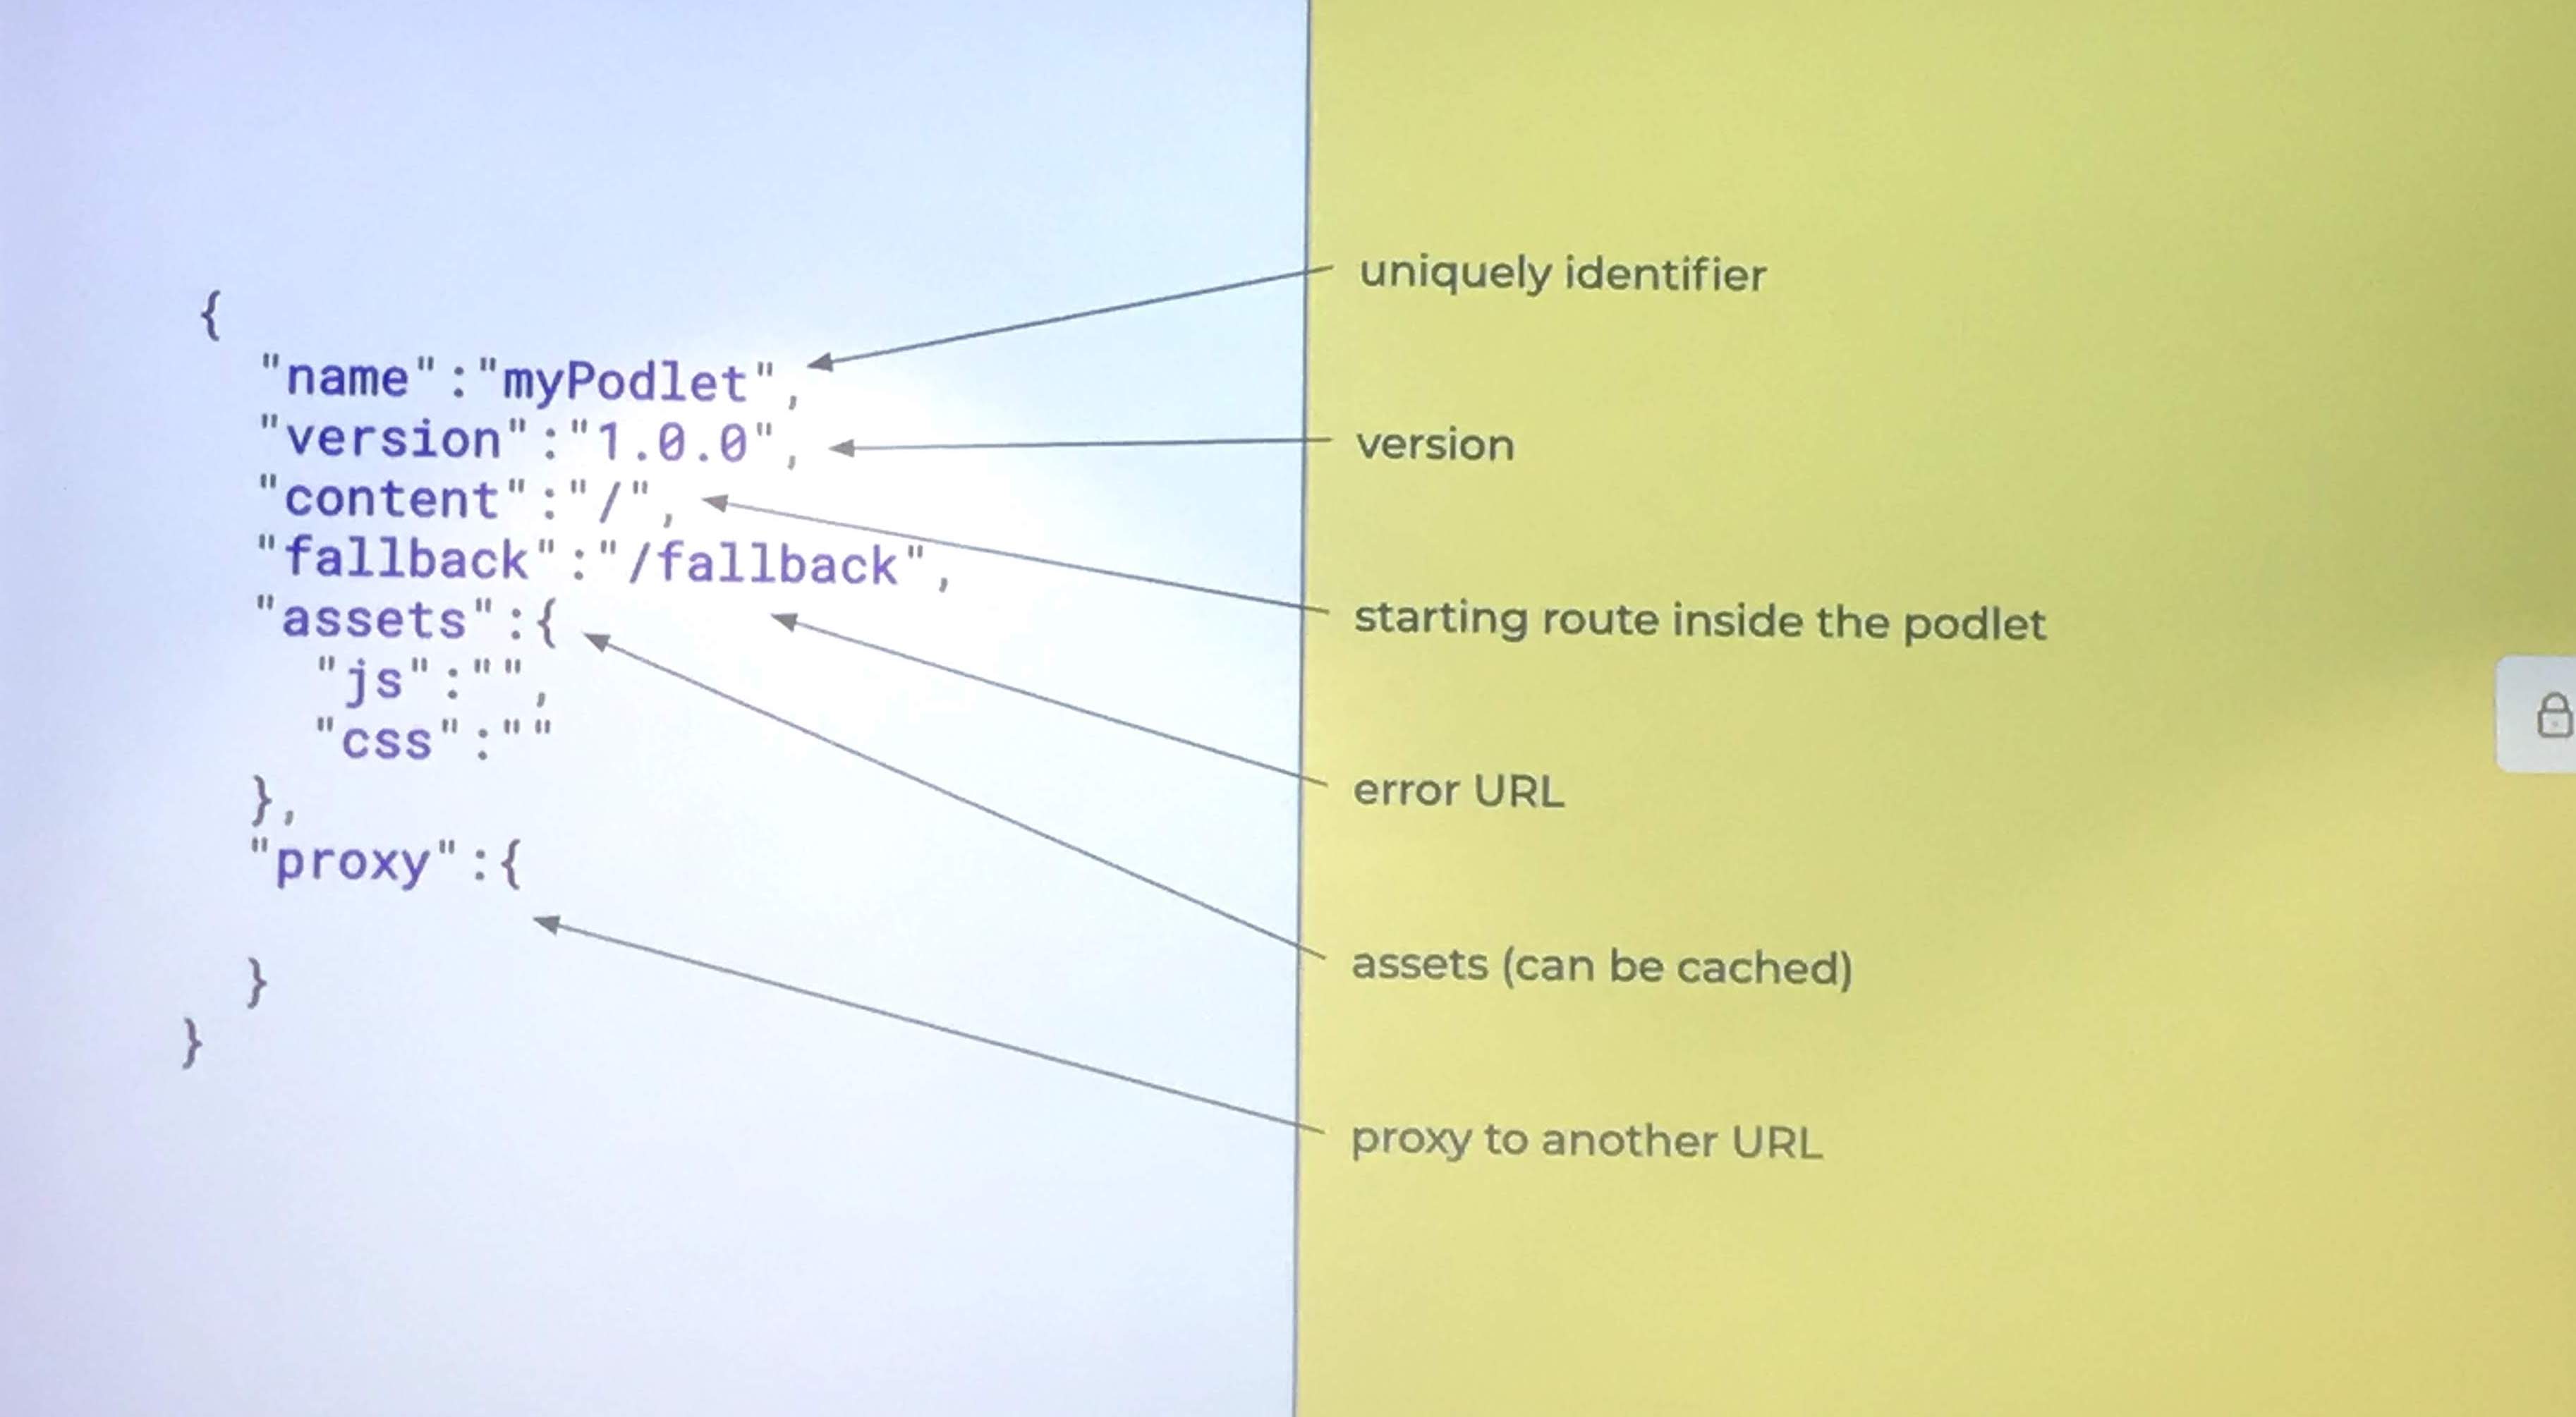 {
"name":"myPodlet",
"version":"1.0.0",
"content":"/",
"fallback":"/fallback",
"assets":{
"js":"",
"css":""
},
"proxy":{
}
}
uniquely identifier
version
starting route inside the podlet
error URL
assets (can be cached)
proxy to another URL